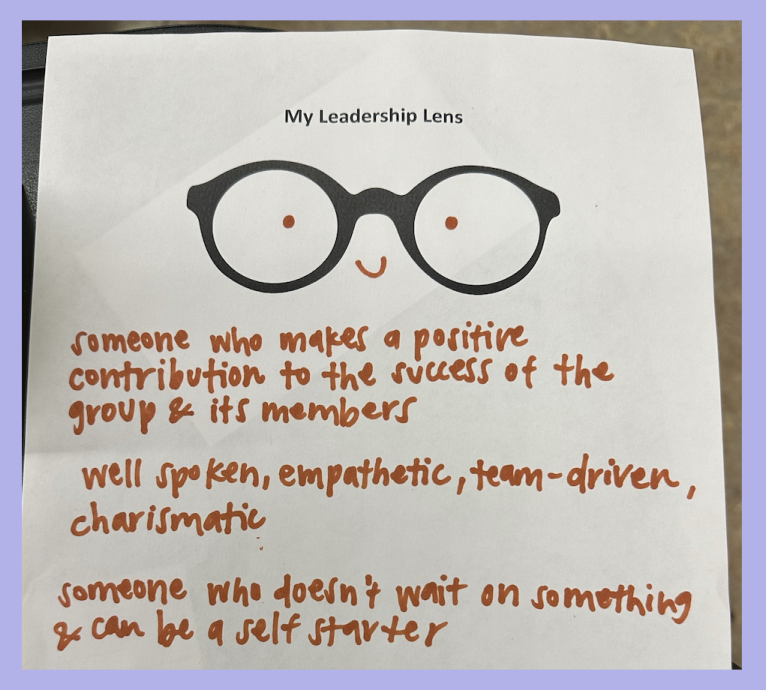 My Leadership Lens
someone who makes a positive
contribution to the success of the
group & its members
well spoken, empathetic, team-driven,
charismatic
someone who doesn't wait on something
& can be a self starter